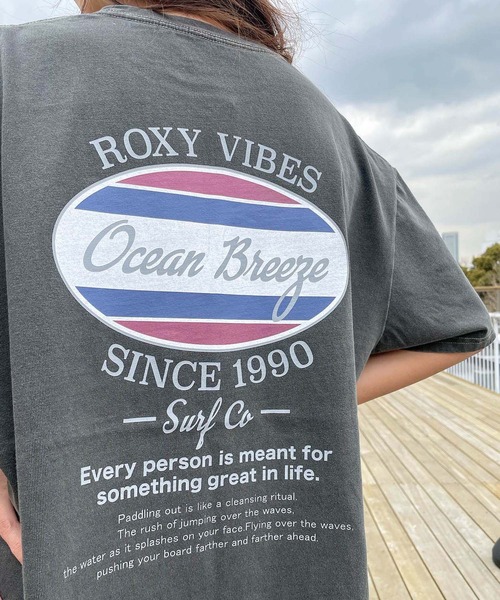 ROXY VIBES
Ocean Breeze
SINCE 1990
Surf Co
Every person is meant for
something great in life.
Paddling out is like a cleansing ritual.
The rush of jumping over the waves,
the water as it splashes on your face.Flying over the waves,
pushing your board farther and farther ahead.